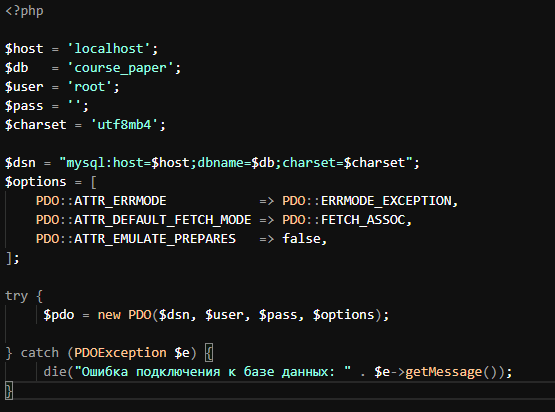 <?php
$host = 'localhost';
$db   = 'course_paper';
$user = 'root';
$pass = '';
$charset = 'utf8mb4';
$dsn = "mysql:host=$host;dbname=$db;charset=$charset";
$options = [
    PDO::ATTR_ERRMODE            => PDO::ERRMODE_EXCEPTION,
    PDO::ATTR_DEFAULT_FETCH_MODE => PDO::FETCH_ASSOC,
    PDO::ATTR_EMULATE_PREPARES   => false,
];
try {
     $pdo = new PDO($dsn, $user, $pass, $options);
} catch (PDOException $e) {
     die("Ошибка подключения к базе данных: " . $e->getMessage());
}